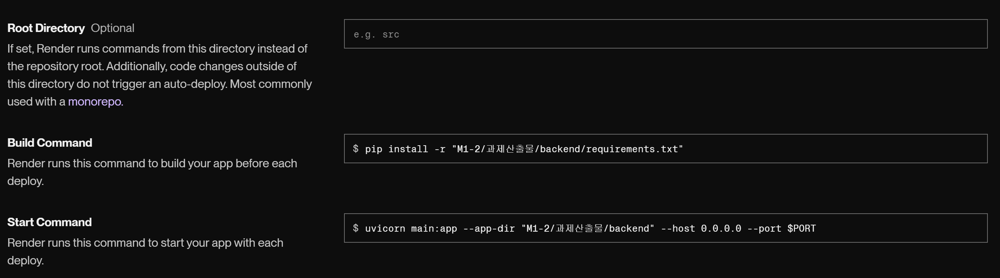 Root Directory Optional
e.g. src
If set, Render runs commands from this directory instead of
the repository root. Additionally, code changes outside of
this directory do not trigger an auto-deploy. Most commonly
used with a monorepo.
Build Command
$ pip install -r "M1-2/과제산출물/backend/requirements.txt"
Render runs this command to build your app before each
deploy.
Start Command
$ uvicorn main:app --app-dir "M1-2/과제산출물/backend" --host 0.0.0.0 --port $PORT
Render runs this command to start your app with each
deploy.